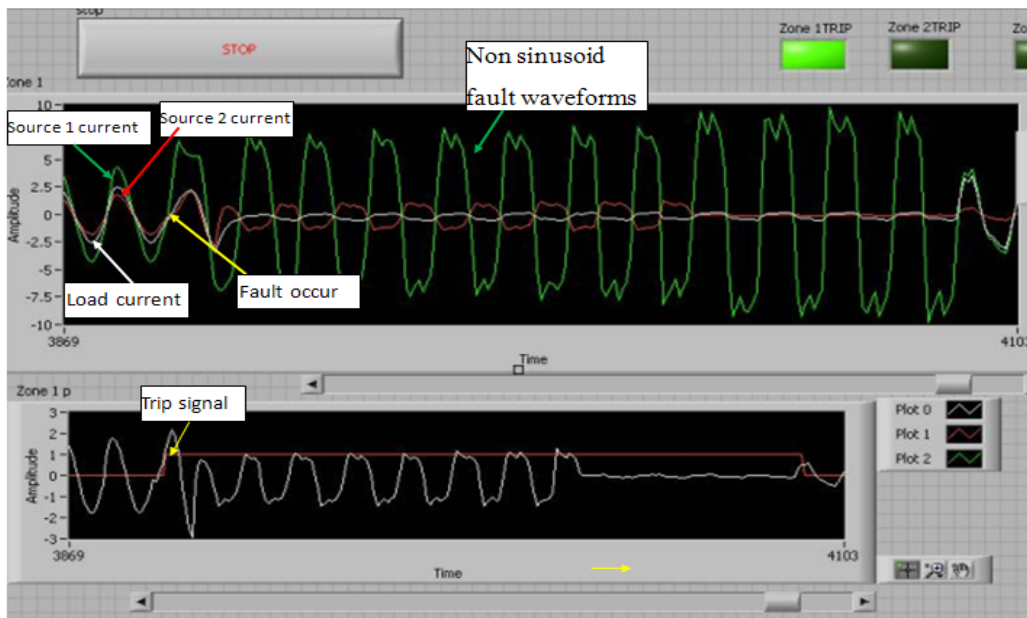 stop
STOP
Zone 1TRIP
Zone 2TRIP
Non sinusoid
fault waveforms
one 1
Source 1 current
Source 2 current
Load current
Fault occur
Amplitude
10
5
2.5
0
-2.5
-5
-7.5
-10
3869
4103
Time
Zone 1 p
Trip signal
Amplitude
3
2
1
0
-1
-2
-3
3869
4103
Time
Plot 0
Plot 1
Plot 2